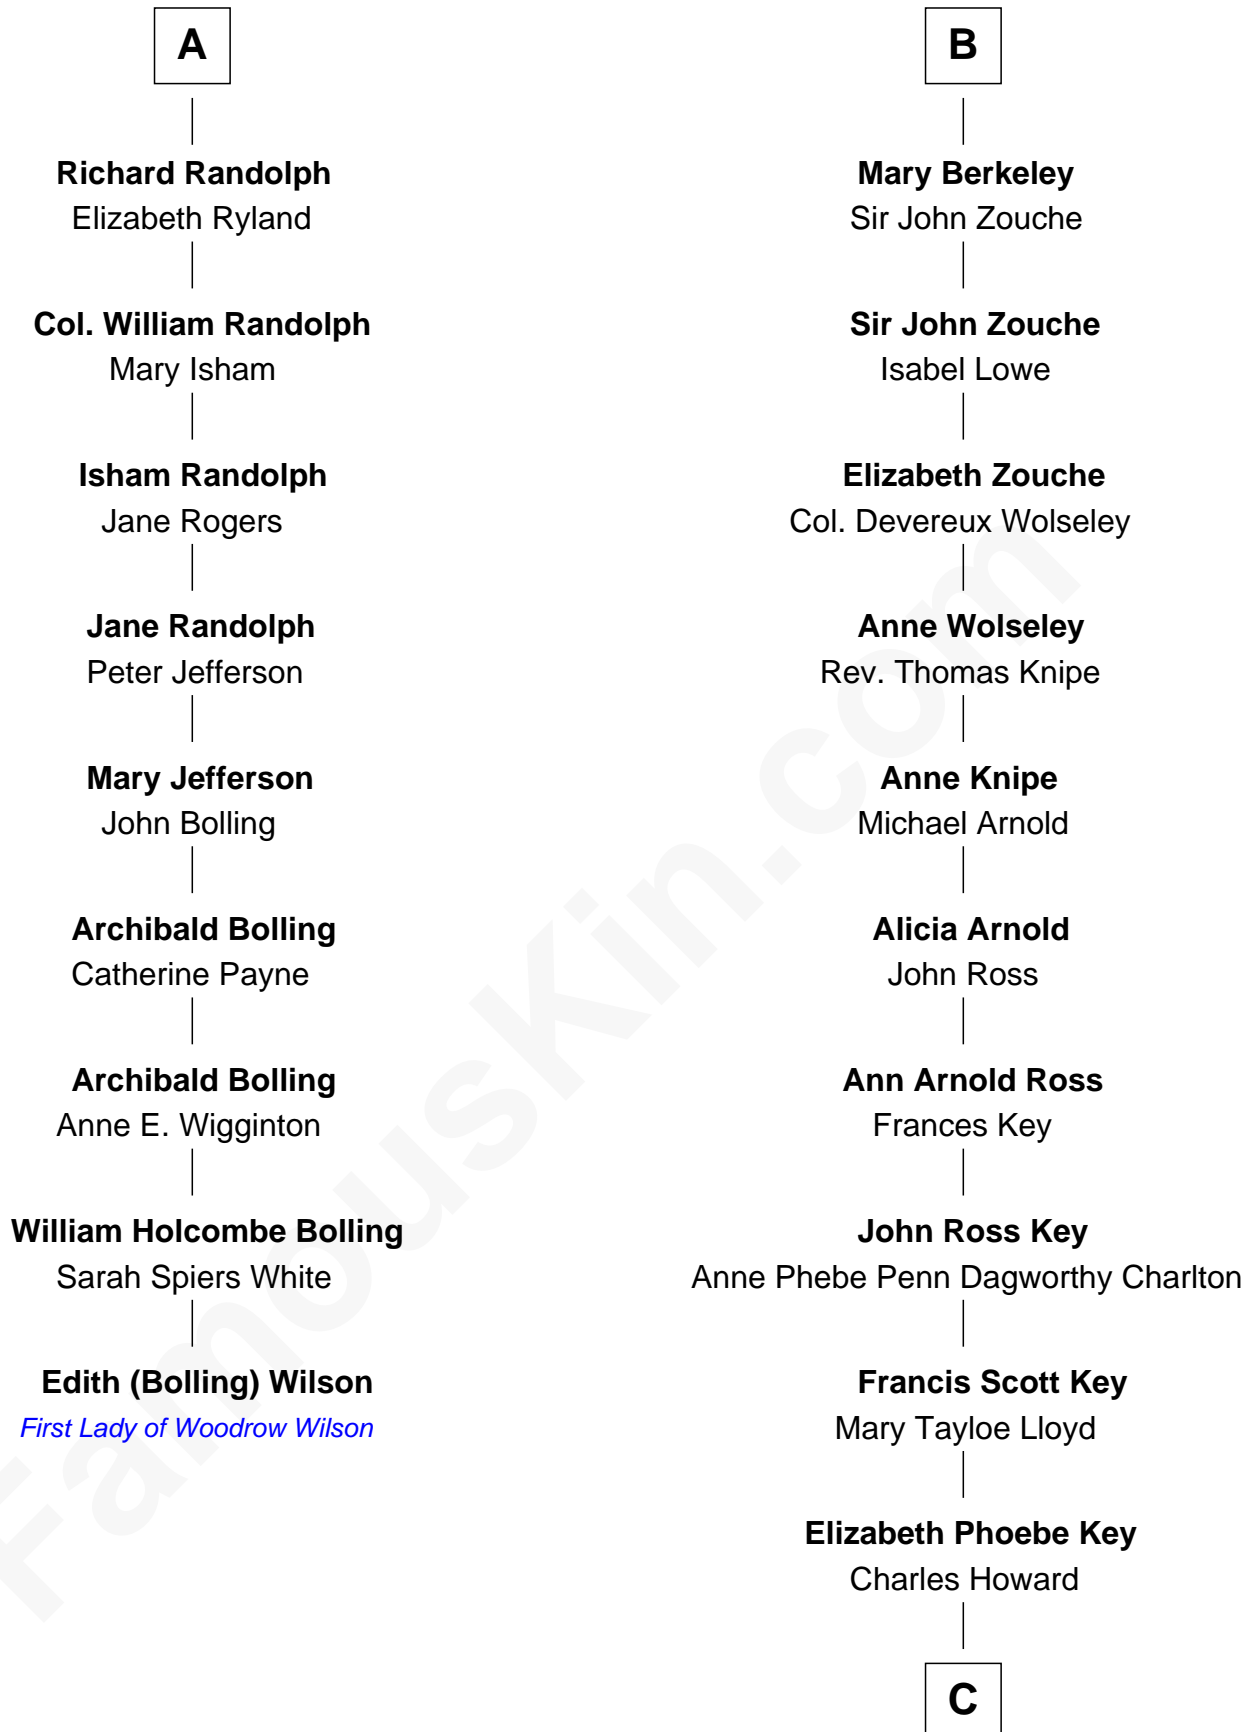 A
Richard Randolph
Elizabeth Ryland
Col. William Randolph
Mary Isham
Isham Randolph
Jane Rogers
Jane Randolph
Peter Jefferson
Mary Jefferson
John Bolling
Archibald Bolling
Catherine Payne
Archibald Bolling
Anne E. Wigginton
William Holcombe Bolling
Sarah Spiers White
Edith (Bolling) Wilson
First Lady of Woodrow Wilson
B
Mary Berkeley
Sir John Zouche
Sir John Zouche
Isabel Lowe
Elizabeth Zouche
Col. Devereux Wolseley
Anne Wolseley
Rev. Thomas Knipe
Anne Knipe
Michael Arnold
Alicia Arnold
John Ross
Ann Arnold Ross
Frances Key
John Ross Key
Anne Phebe Penn Dagworthy Charlton
Francis Scott Key
Mary Tayloe Lloyd
Elizabeth Phoebe Key
Charles Howard
C
FamousKin.com